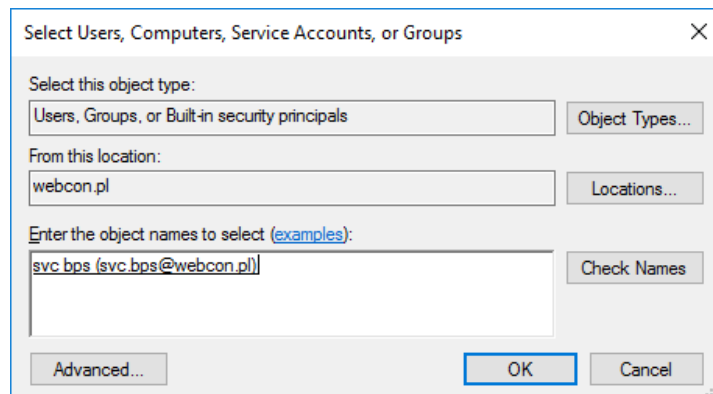 Select Users, Computers, Service Accounts, or Groups
Select this object type:
Users, Groups, or Built-in security principals
Object Types...
From this location:
webcon.pl
Locations...
Enter the object names to select (examples):
svc bps (svc.bps@webcon.pl)
Check Names
Advanced...
OK
Cancel